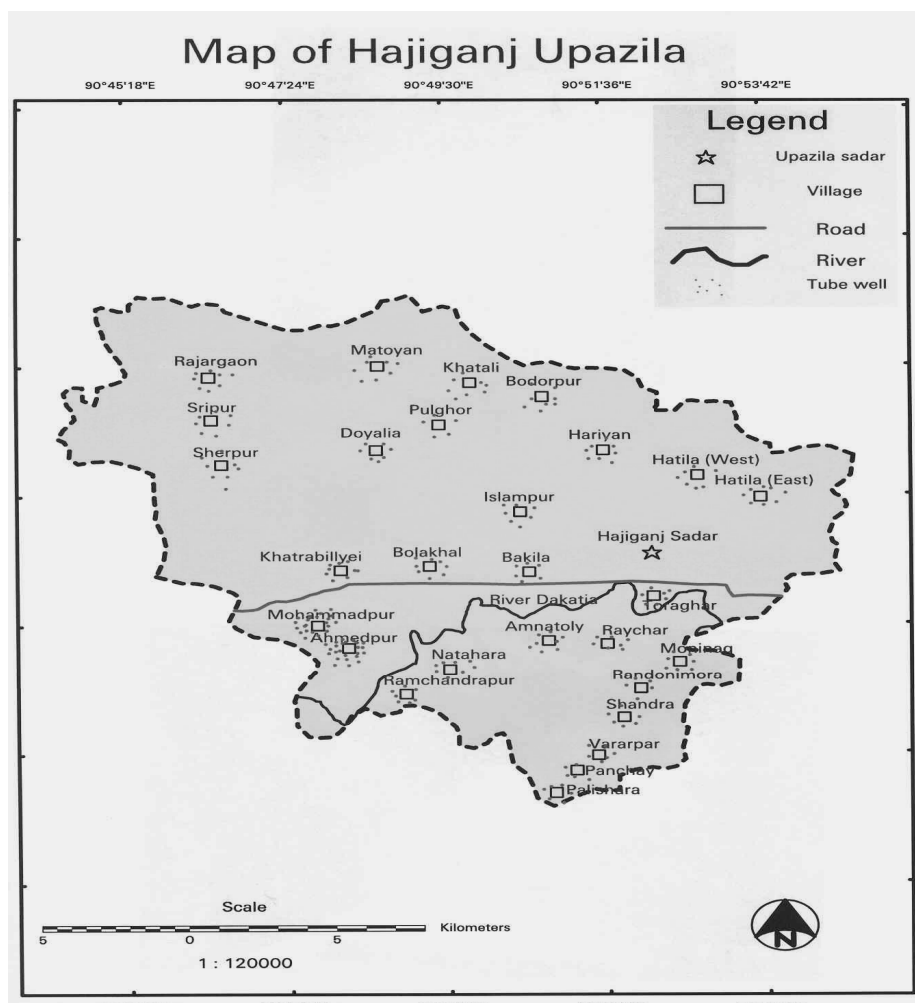 Map of Hajiganj Upazila
90°45'18"E 90°47'24"E 90°49'30"E 90°51'36"E 90°53'42"E
Legend
Upazila sadar
Village
Road
River
Tube well
Matoyan
Rajargaon
Khatali
Bodorpur
Sripur
Pulghor
Doyalia
Hariyan
Sherpur
Hatila (West)
Hatila (East)
Islampur
Hajiganj Sadar
Khatrabillyei
Bolakhal
Bakila
River Dakatia
Toraghar
Mohammadpur
Amnatoly
Raychar
Ahmedpur
Moninag
Natahara
Randonimora
Ramchandrapur
Shandra
Vararpar
Panchay
Palishara
Scale
Kilometers
5 0 5
1 : 120000
N